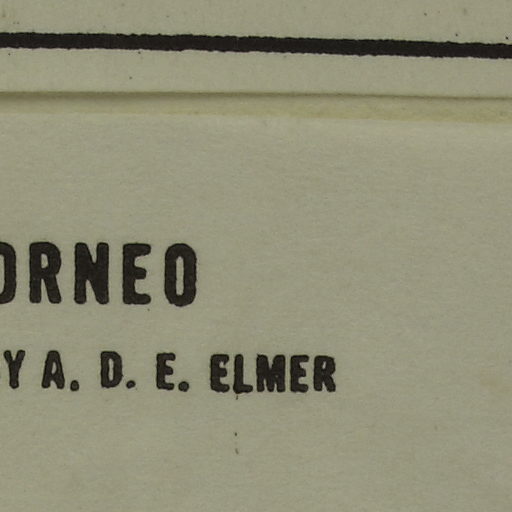 ORNEO
Y A. D. E. ELMER